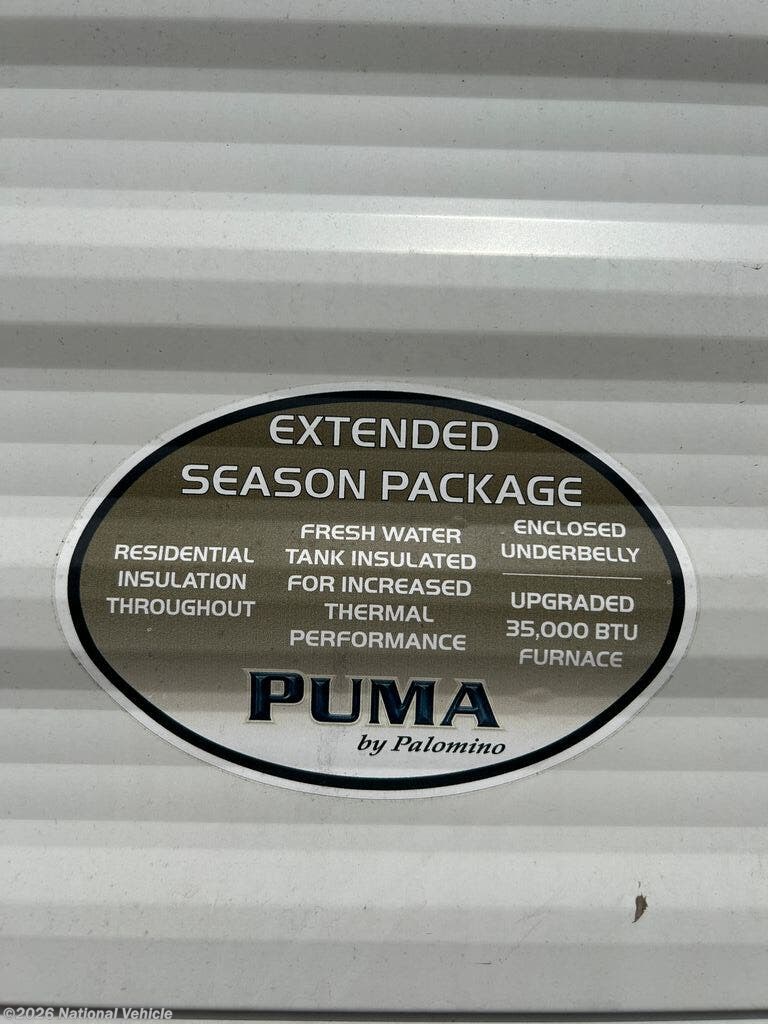 EXTENDED
SEASON PACKAGE
RESIDENTIAL
INSULATION
THROUGHOUT
FRESH WATER
TANK INSULATED
FOR INCREASED
THERMAL
PERFORMANCE
ENCLOSED
UNDERBELLY
UPGRADED
35,000 BTU
FURNACE
PUMA
by Palomino
©2026 National Vehicle